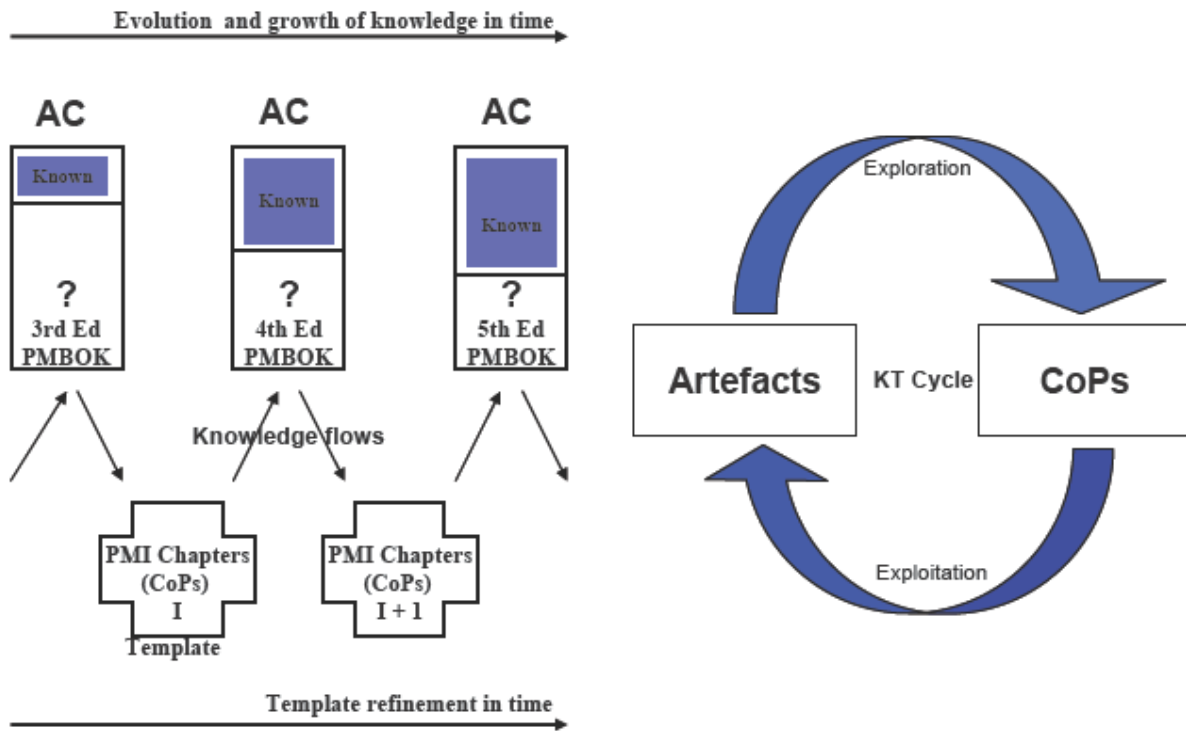 Evolution and growth of knowledge in time
AC
AC
AC
Known
Known
Known
?
3rd Ed
PMBOK
?
4th Ed
PMBOK
?
5th Ed
PMBOK
Knowledge flows
PMI Chapters
(CoPs)
I
Template
PMI Chapters
(CoPs)
I + 1
Template refinement in time
Exploration
Artefacts
KT Cycle
CoPs
Exploitation